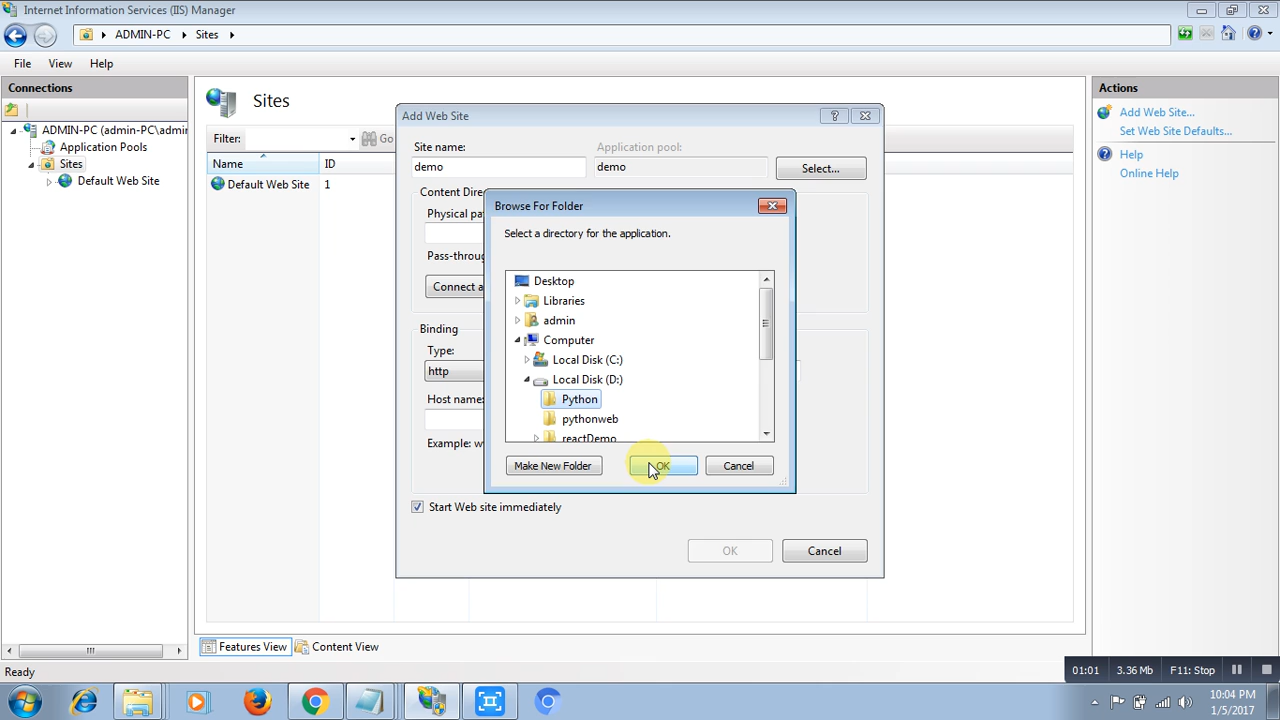 Internet Information Services (IIS) Manager
ADMIN-PC
Sites
File
View
Help
Connections
ADMIN-PC (admin-PC\admin
Application Pools
Sites
Default Web Site
Sites
Filter:
Go
Name
ID
Default Web Site
1
Add Web Site
Site name:
Application pool:
demo
demo
Select...
Content Dire
Physical pa
Pass-throug
Connect a
Binding
Type:
http
Host name:
Example: w
Start Web site immediately
OK
Cancel
Browse For Folder
Select a directory for the application.
Desktop
Libraries
admin
Computer
Local Disk (C:)
Local Disk (D:)
Python
pythonweb
reactDemo
Make New Folder
OK
Cancel
Features View
Content View
Actions
Add Web Site...
Set Web Site Defaults...
Help
Online Help
Ready
01:01
3.36 Mb
F11: Stop
10:04 PM
1/5/2017